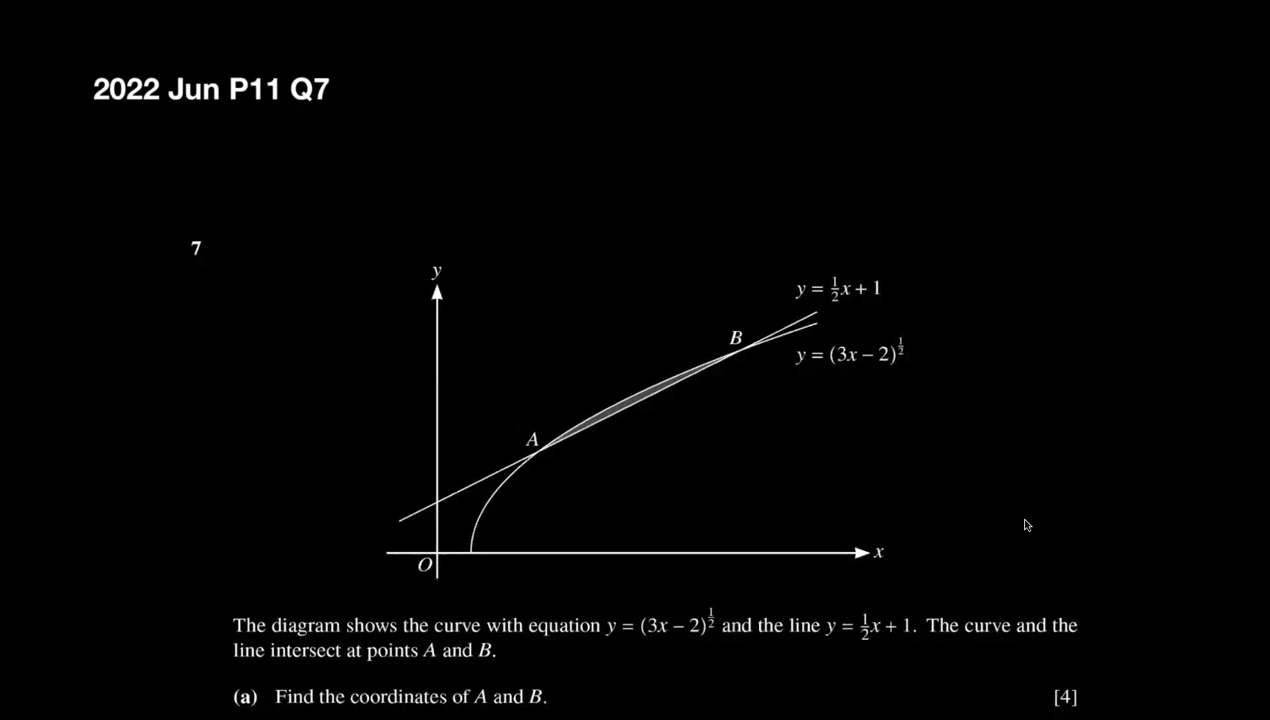 2022 Jun P11 Q7
7
y
y = 1/2x + 1
B
y = (3x − 2)^1/2
A
O
x
The diagram shows the curve with equation y = (3x − 2)^1/2 and the line y = 1/2x + 1. The curve and the
line intersect at points A and B.
(a) Find the coordinates of A and B. [4]